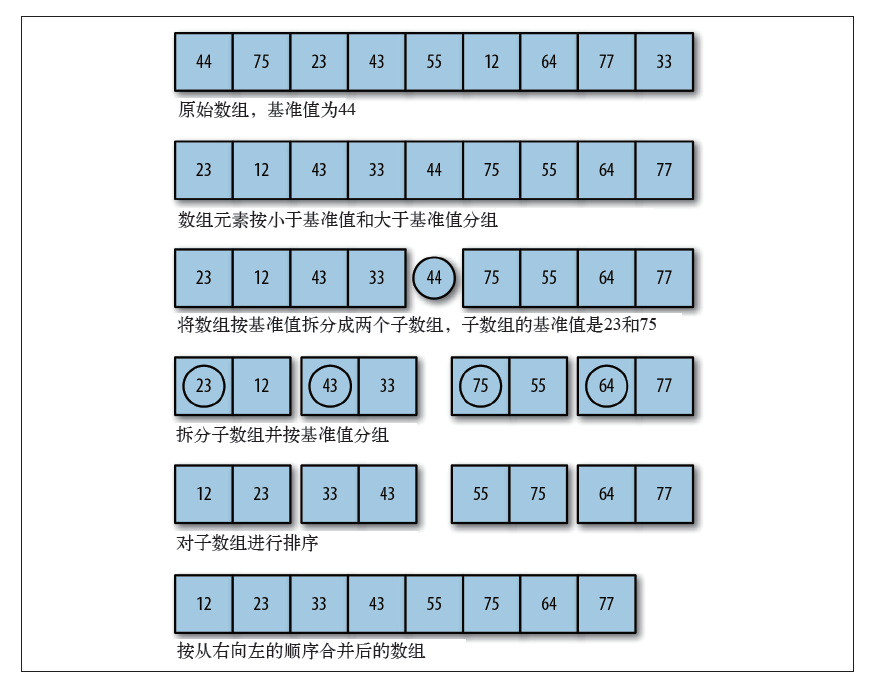 44 75 23 43 55 12 64 77 33
原始数组，基准值为44
23 12 43 33 44 75 55 64 77
数组元素按小于基准值和大于基准值分组
23 12 43 33 44 75 55 64 77
将数组按基准值拆分成两个子数组，子数组的基准值是23和75
23 12 43 33 75 55 64 77
拆分子数组并按基准值分组
12 23 33 43 55 75 64 77
对子数组进行排序
12 23 33 43 55 75 64 77
按从右向左的顺序合并后的数组